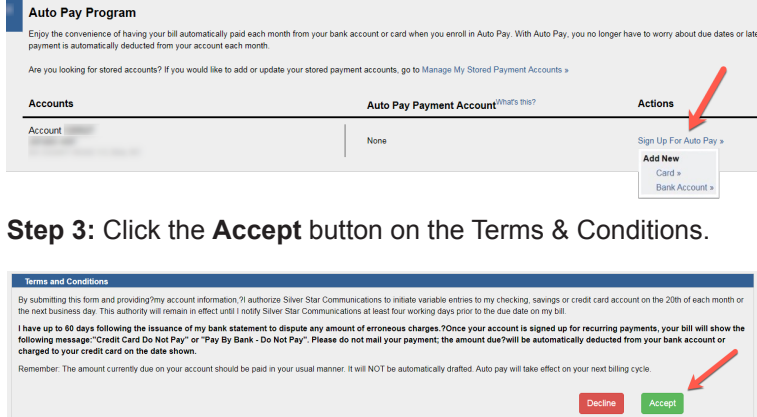 Auto Pay Program
Enjoy the convenience of having your bill automatically paid each month from your bank account or card when you enroll in Auto Pay. With Auto Pay, you no longer have to worry about due dates or late
payment is automatically deducted from your account each month.
Are you looking for stored accounts? If you would like to add or update your stored payment accounts, go to Manage My Stored Payment Accounts »
Accounts Auto Pay Payment Account What's this? Actions
Account
None Sign Up For Auto Pay »
Add New
Card »
Bank Account »
Step 3: Click the Accept button on the Terms & Conditions.
Terms and Conditions
By submitting this form and providing?my account information,?I authorize Silver Star Communications to initiate variable entries to my checking, savings or credit card account on the 20th of each month or
the next business day. This authority will remain in effect until I notify Silver Star Communications at least four working days prior to the due date on my bill.
I have up to 60 days following the issuance of my bank statement to dispute any amount of erroneous charges.?Once your account is signed up for recurring payments, your bill will show the
following message:"Credit Card Do Not Pay" or "Pay By Bank - Do Not Pay". Please do not mail your payment; the amount due?will be automatically deducted from your bank account or
charged to your credit card on the date shown.
Remember: The amount currently due on your account should be paid in your usual manner. It will NOT be automatically drafted. Auto pay will take effect on your next billing cycle.
Decline Accept